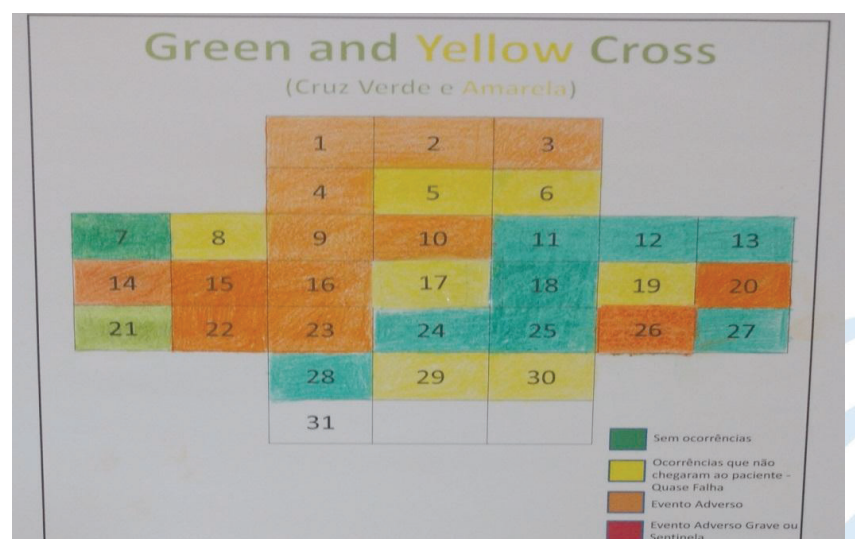 Green and Yellow Cross
(Cruz Verde e Amarela)
1 2 3
4 5 6
7 8 9 10 11 12 13
14 15 16 17 18 19 20
21 22 23 24 25 26 27
28 29 30
31
Sem ocorrências
Ocorrências que não
chegaram ao paciente -
Quase Falha
Evento Adverso
Evento Adverso Grave ou
Sentinela